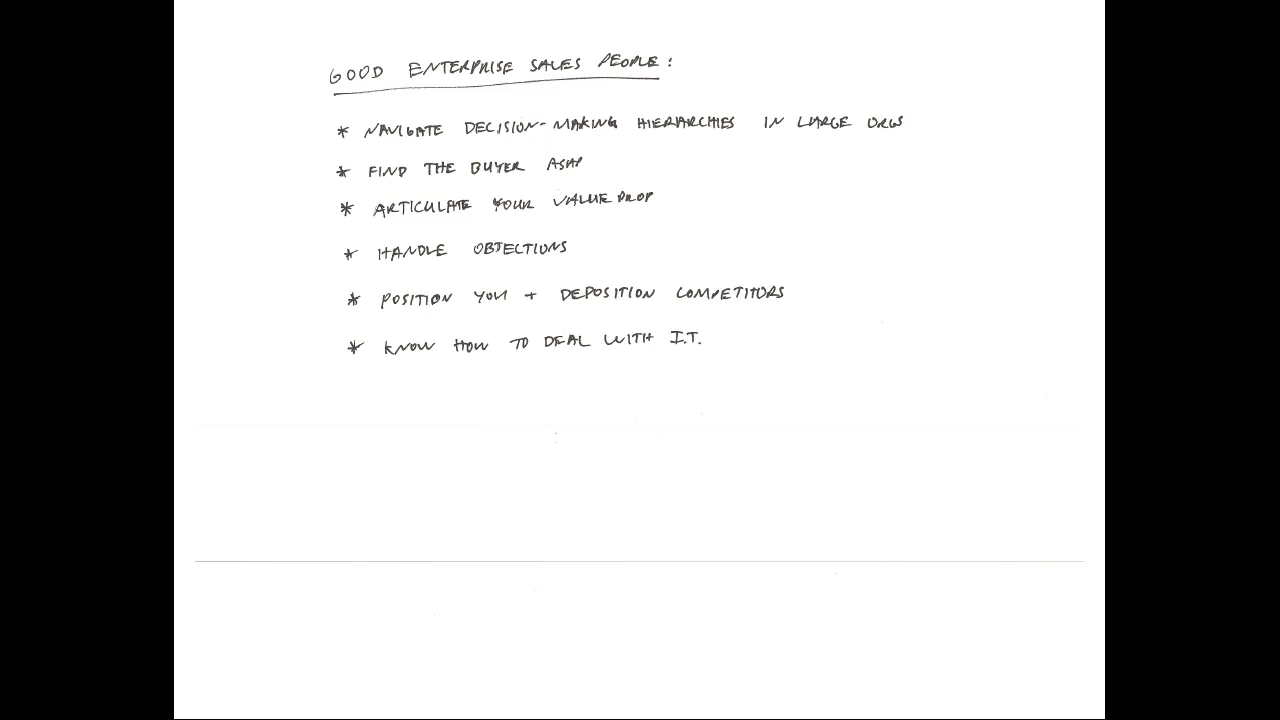 GOOD ENTERPRISE SALES PEOPLE:
* NAVIGATE DECISION-MAKING HIERARCHIES IN LARGE ORGS
* FIND THE BUYER ASAP
* ARTICULATE YOUR VALUE PROP
* HANDLE OBJECTIONS
* POSITION YOU + DEPOSITION COMPETITORS
* KNOW HOW TO DEAL WITH I.T.